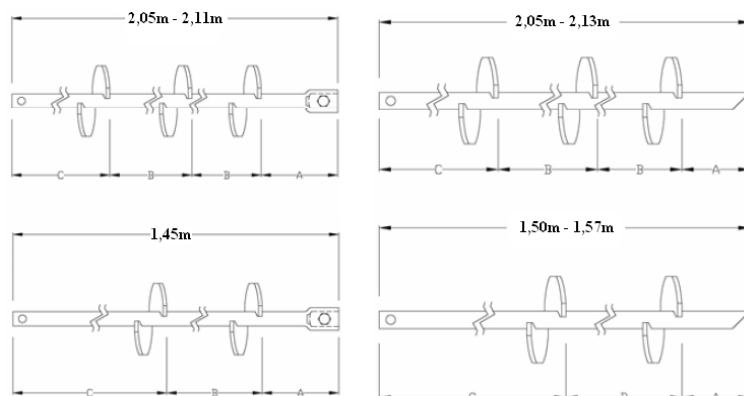 2,05m - 2,11m
2,05m - 2,13m
C B B A
C B B A
1,45m
1,50m - 1,57m
C B A
C B A